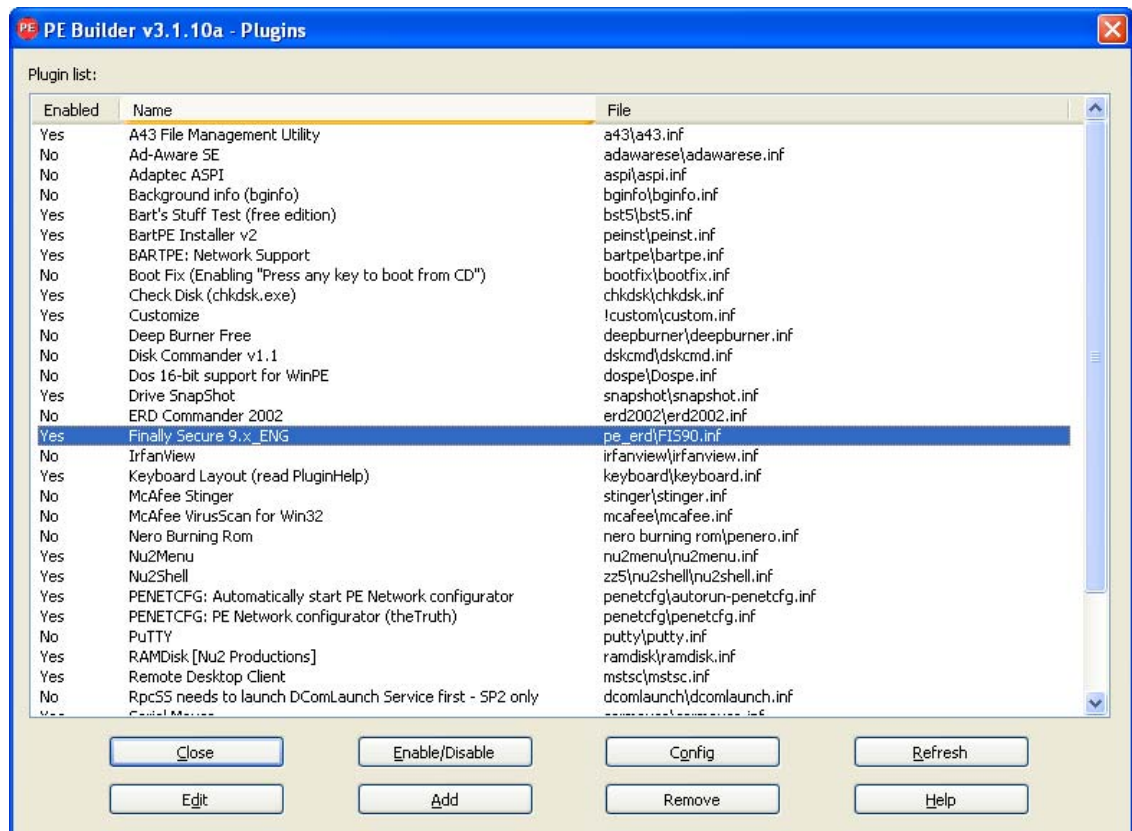 PE PE Builder v3.1.10a - Plugins
Plugin list:
Enabled Name File
Yes A43 File Management Utility a43\a43.inf
No Ad-Aware SE adawarese\adawarese.inf
No Adaptec ASPI aspi\aspi.inf
No Background info (bginfo) bginfo\bginfo.inf
Yes Bart's Stuff Test (free edition) bst5\bst5.inf
Yes BartPE Installer v2 peinst\peinst.inf
Yes BARTPE: Network Support bartpe\bartpe.inf
No Boot Fix (Enabling "Press any key to boot from CD") bootfix\bootfix.inf
Yes Check Disk (chkdsk.exe) chkdsk\chkdsk.inf
Yes Customize !custom\custom.inf
No Deep Burner Free deepburner\deepburner.inf
No Disk Commander v1.1 dskcmd\dskcmd.inf
No Dos 16-bit support for WinPE dospe\Dospe.inf
Yes Drive SnapShot snapshot\snapshot.inf
No ERD Commander 2002 erd2002\erd2002.inf
Yes Finally Secure 9.x_ENG pe_erd\FIS90.inf
No IrfanView irfanview\irfanview.inf
Yes Keyboard Layout (read PluginHelp) keyboard\keyboard.inf
No McAfee Stinger stinger\stinger.inf
No McAfee VirusScan for Win32 mcafee\mcafee.inf
No Nero Burning Rom nero burning rom\penero.inf
Yes Nu2Menu nu2menu\nu2menu.inf
Yes Nu2Shell zz5\nu2shell\nu2shell.inf
Yes PENETCFG: Automatically start PE Network configurator penetcfg\autorun-penetcfg.inf
Yes PENETCFG: PE Network configurator (theTruth) penetcfg\penetcfg.inf
No PuTTY putty\putty.inf
Yes RAMDisk [Nu2 Productions] ramdisk\ramdisk.inf
Yes Remote Desktop Client mstsc\mstsc.inf
No RpcSS needs to launch DComLaunch Service first - SP2 only dcomlaunch\dcomlaunch.inf
Close Enable/Disable Config Refresh
Edit Add Remove Help